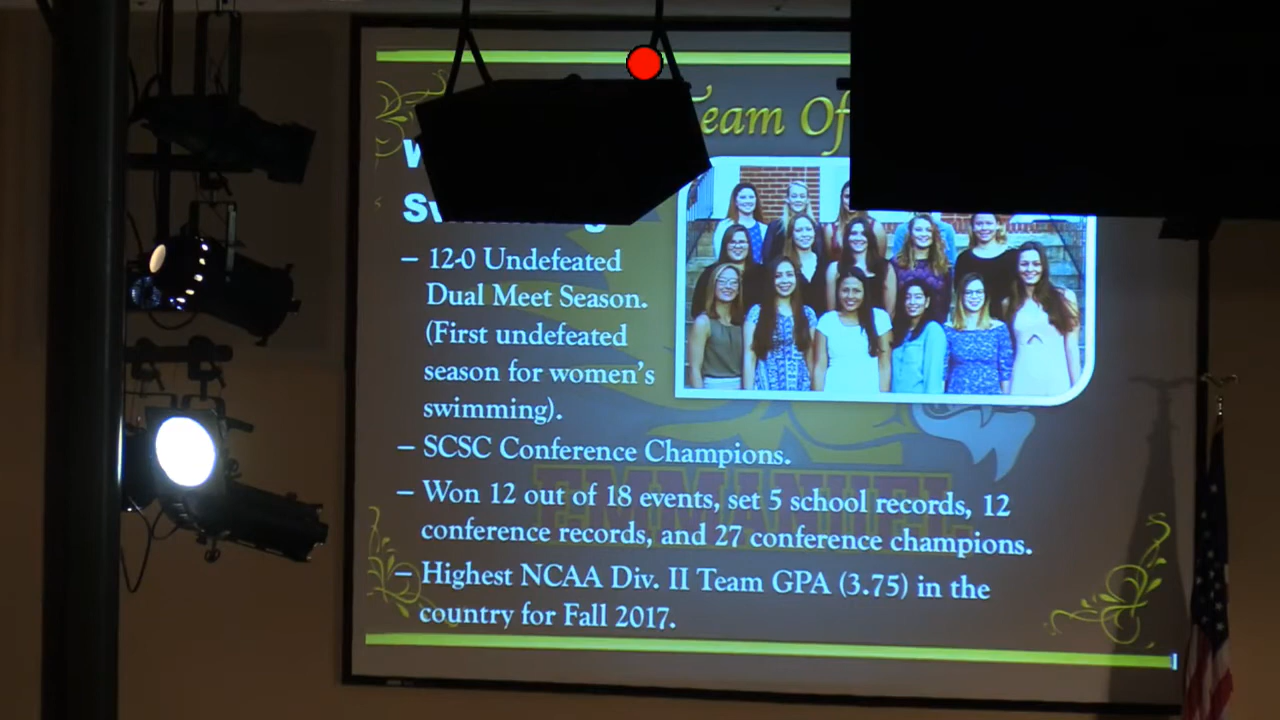 Team Of
– 12-0 Undefeated
Dual Meet Season.
(First undefeated
season for women's
swimming).
– SCSC Conference Champions.
– Won 12 out of 18 events, set 5 school records, 12
conference records, and 27 conference champions.
– Highest NCAA Div. II Team GPA (3.75) in the
country for Fall 2017.
EMMANUEL